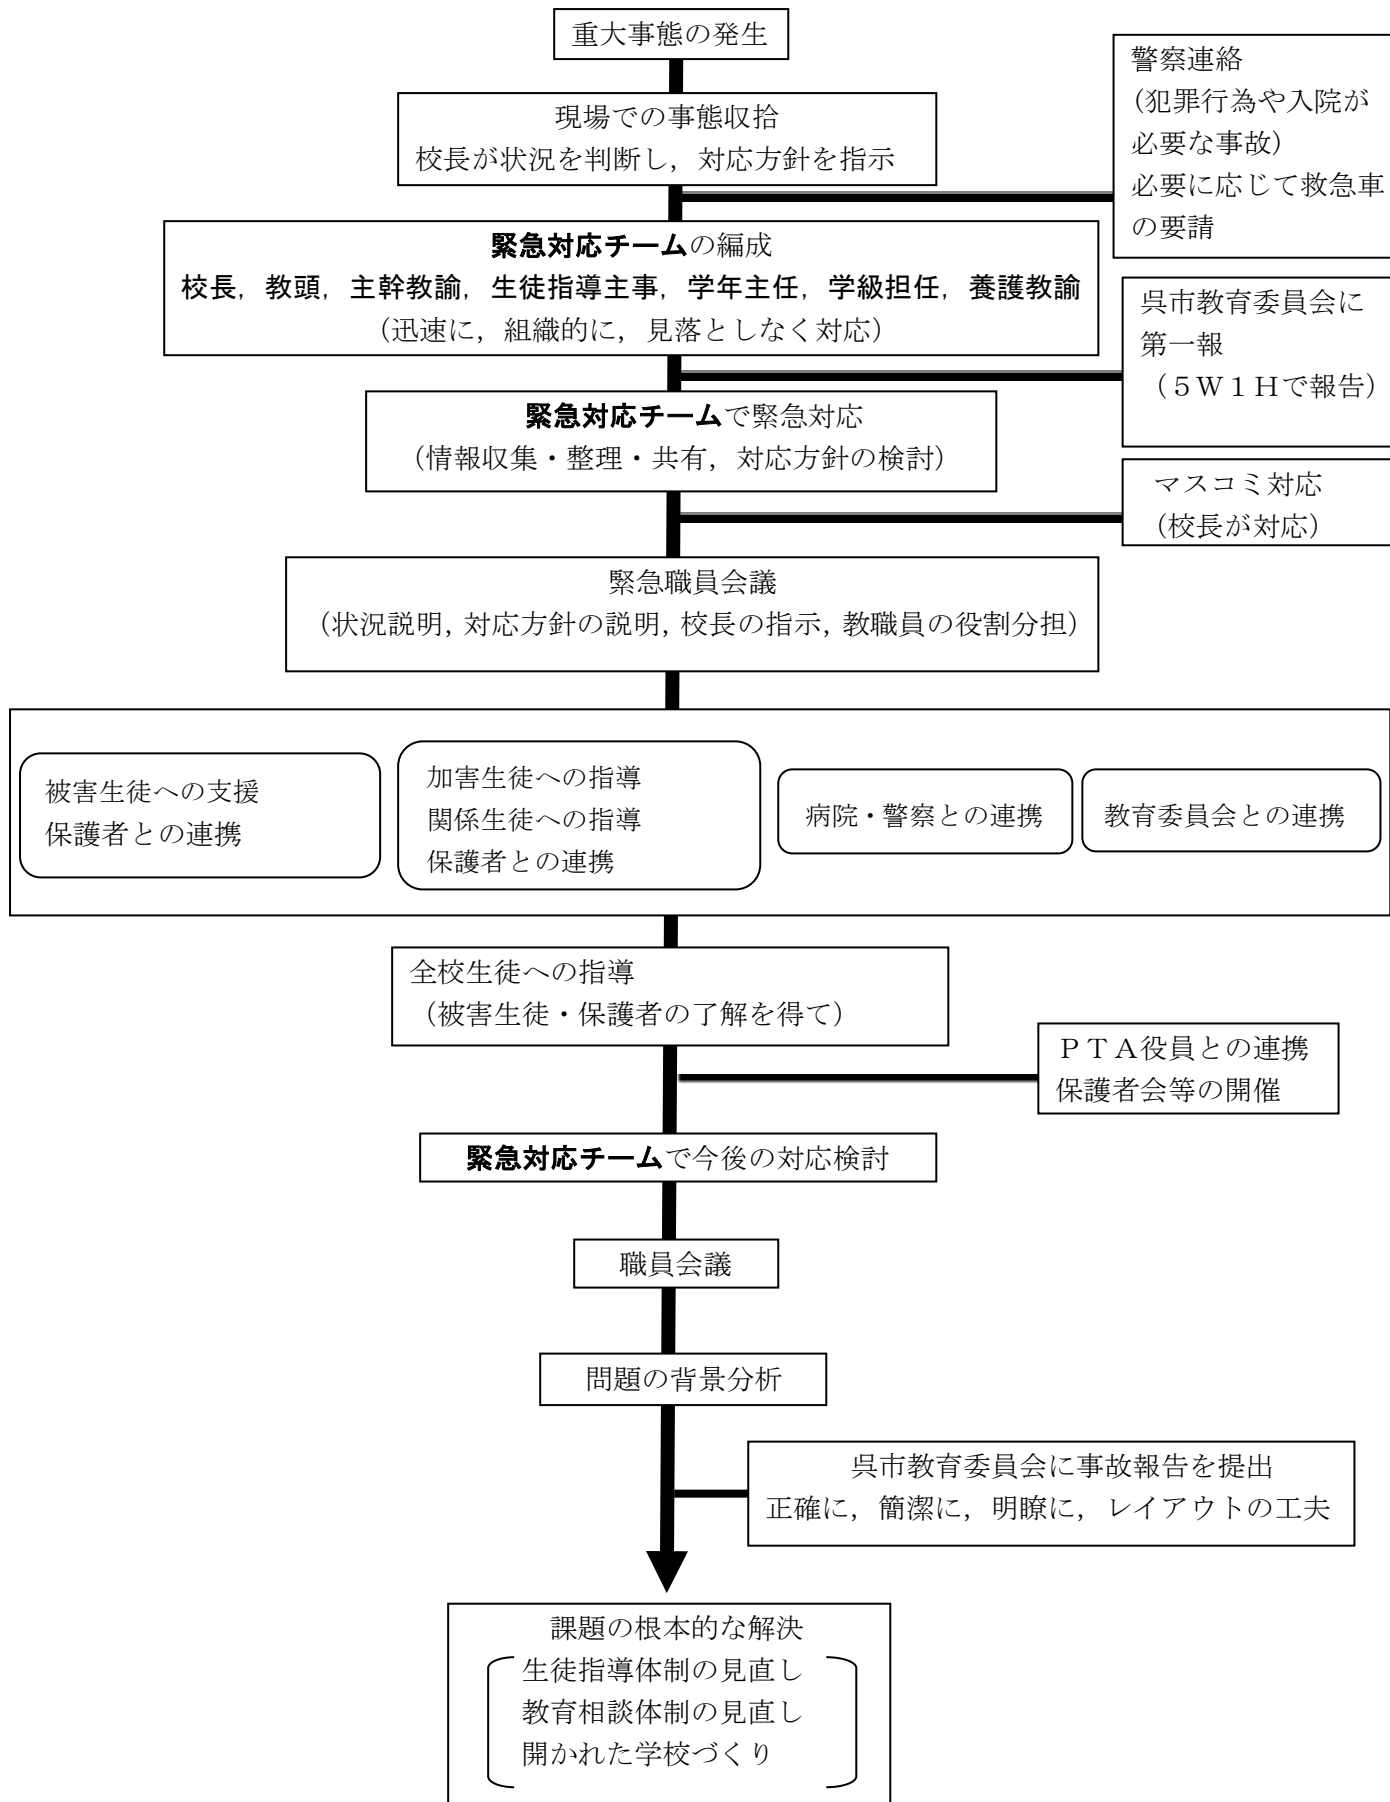 重大事態の発生
警察連絡
(犯罪行為や入院が
必要な事故)
必要に応じて救急車
の要請
現場での事態収拾
校長が状況を判断し，対応方針を指示
緊急対応チームの編成
校長，教頭，主幹教諭，生徒指導主事，学年主任，学級担任，養護教諭
（迅速に，組織的に，見落としなく対応）
呉市教育委員会に
第一報
（５Ｗ１Ｈで報告）
緊急対応チームで緊急対応
（情報収集・整理・共有，対応方針の検討）
マスコミ対応
（校長が対応）
緊急職員会議
（状況説明，対応方針の説明，校長の指示，教職員の役割分担）
被害生徒への支援
保護者との連携
加害生徒への指導
関係生徒への指導
保護者との連携
病院・警察との連携
教育委員会との連携
全校生徒への指導
（被害生徒・保護者の了解を得て）
ＰＴＡ役員との連携
保護者会等の開催
緊急対応チームで今後の対応検討
職員会議
問題の背景分析
呉市教育委員会に事故報告を提出
正確に，簡潔に，明瞭に，レイアウトの工夫
課題の根本的な解決
生徒指導体制の見直し
教育相談体制の見直し
開かれた学校づくり